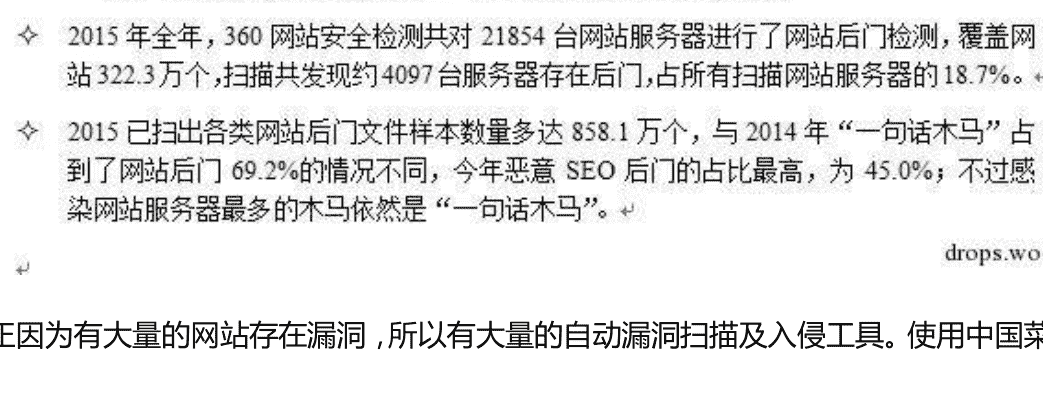 ✧ 2015 年全年，360 网站安全检测共对 21854 台网站服务器进行了网站后门检测，覆盖网
站 322.3 万个，扫描共发现约 4097 台服务器存在后门，占所有扫描网站服务器的 18.7%。
✧ 2015 已扫出各类网站后门文件样本数量多达 858.1 万个，与 2014 年“一句话木马”占
到了网站后门 69.2%的情况不同，今年恶意 SEO 后门的占比最高，为 45.0%；不过感
染网站服务器最多的木马依然是“一句话木马”。
drops.wo
正因为有大量的网站存在漏洞，所以有大量的自动漏洞扫描及入侵工具。使用中国菜